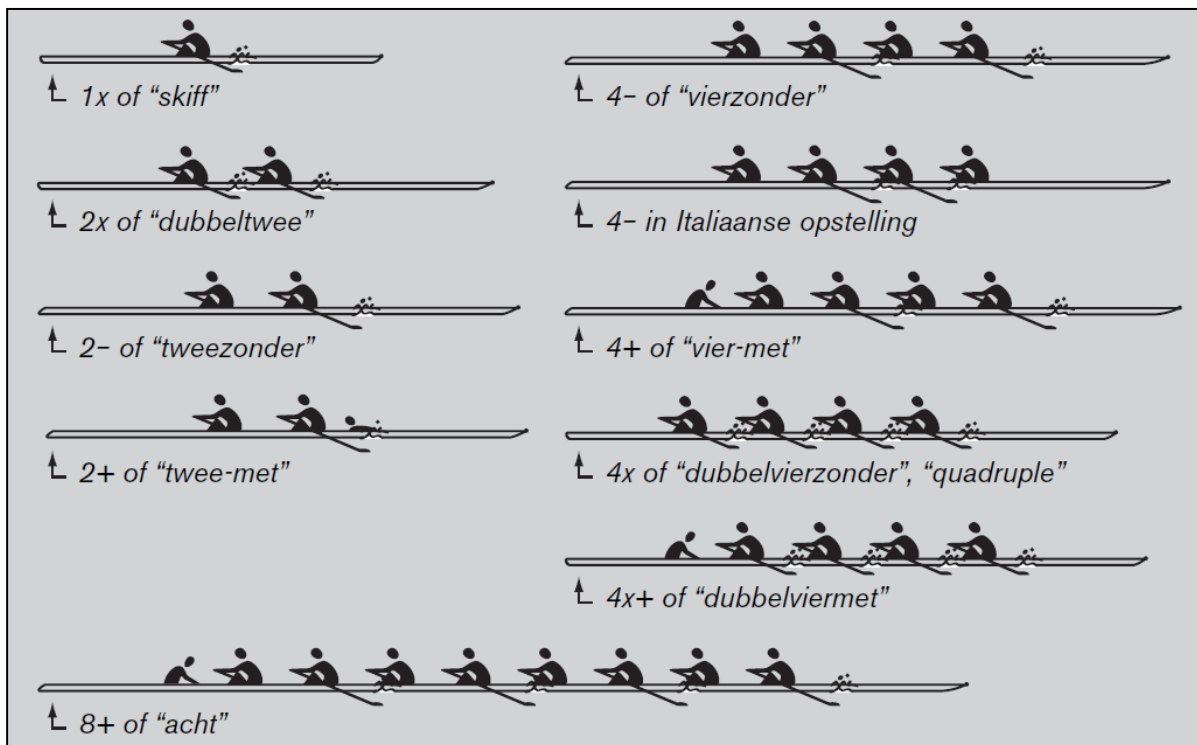 1x of “skiff”
2x of “dubbeltwee”
2− of “tweezonder”
2+ of “twee-met”
4− of “vierzonder”
4− in Italiaanse opstelling
4+ of “vier-met”
4x of “dubbelvierzonder”, “quadruple”
4x+ of “dubbelviermet”
8+ of “acht”